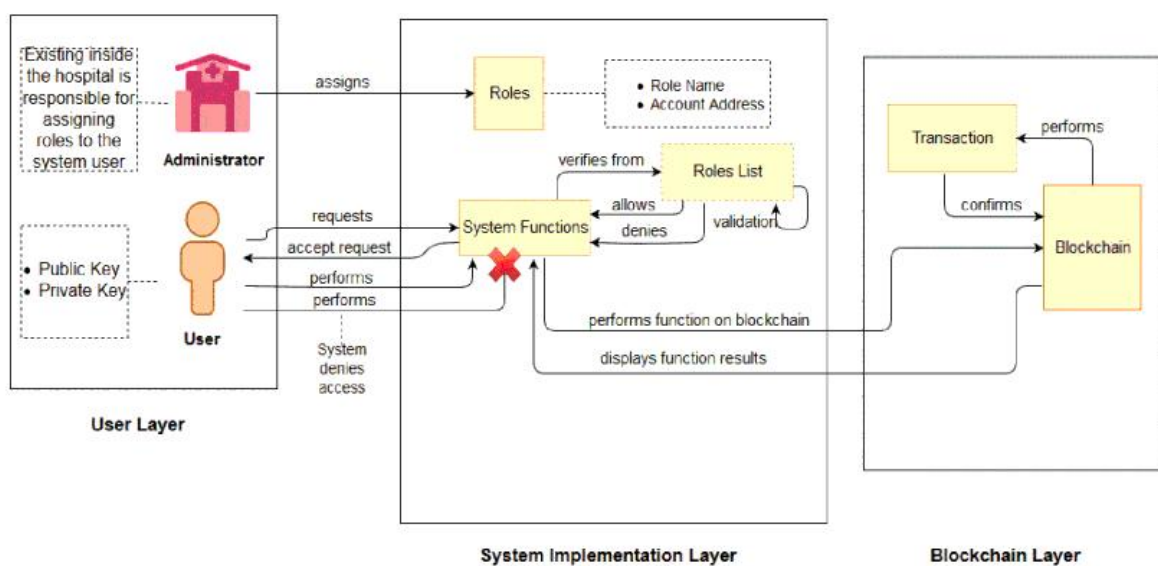 Existing inside
the hospital is
responsible for
assigning
roles to the
system user
Administrator
assigns
Roles
• Role Name
• Account Address
verifies from
Roles List
allows
denies
validation
System Functions
requests
accept request
performs
performs
• Public Key
• Private Key
User
System
denies
access
performs function on blockchain
displays function results
Transaction
performs
confirms
Blockchain
User Layer
System Implementation Layer
Blockchain Layer